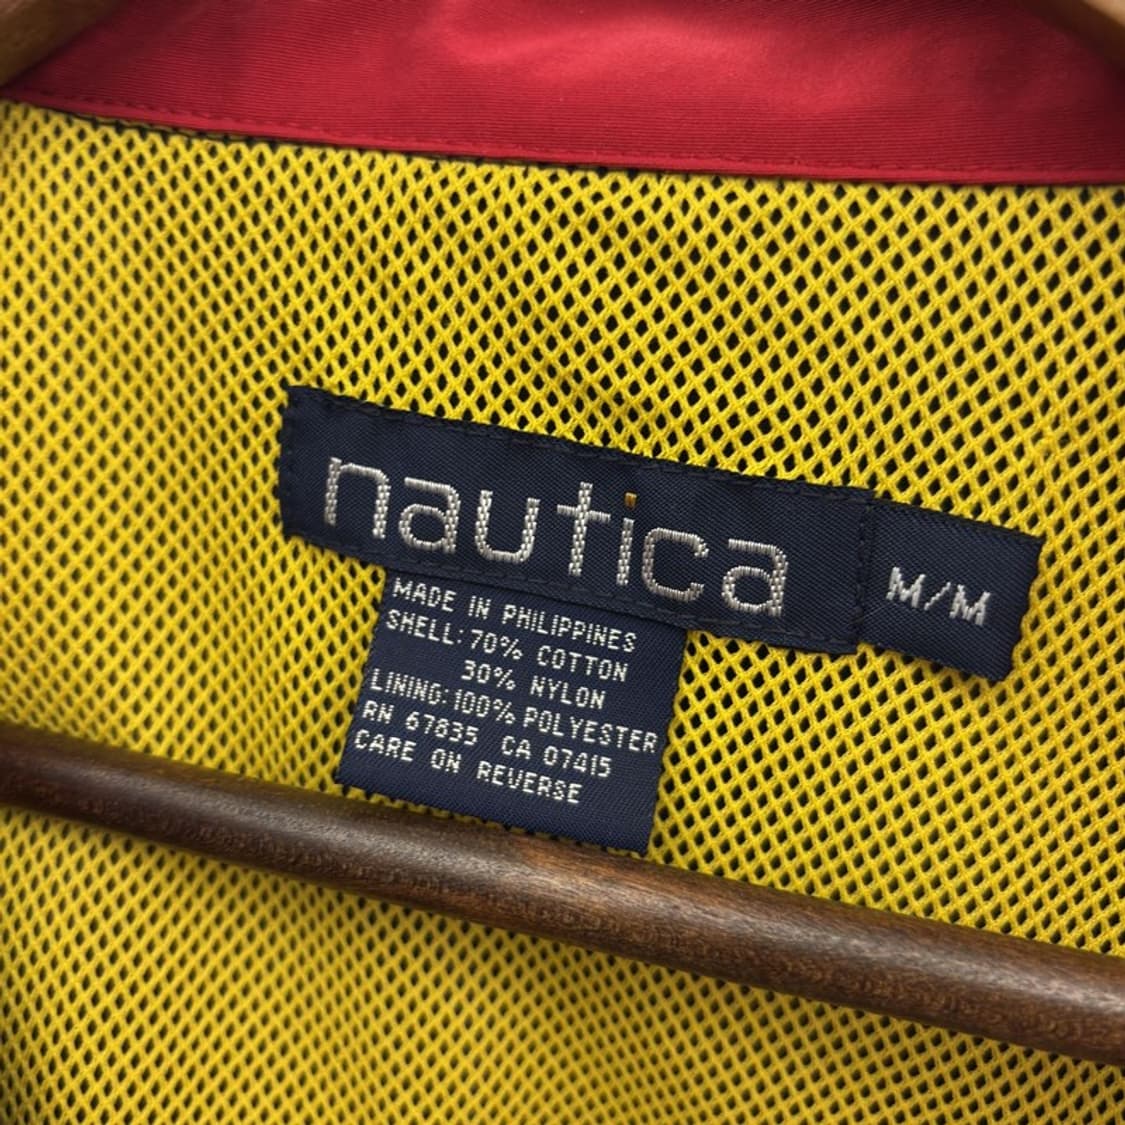 nautica
M/M
MADE IN PHILIPPINES
SHELL: 70% COTTON
30% NYLON
LINING: 100% POLYESTER
RN 67835 CA 07415
CARE ON REVERSE